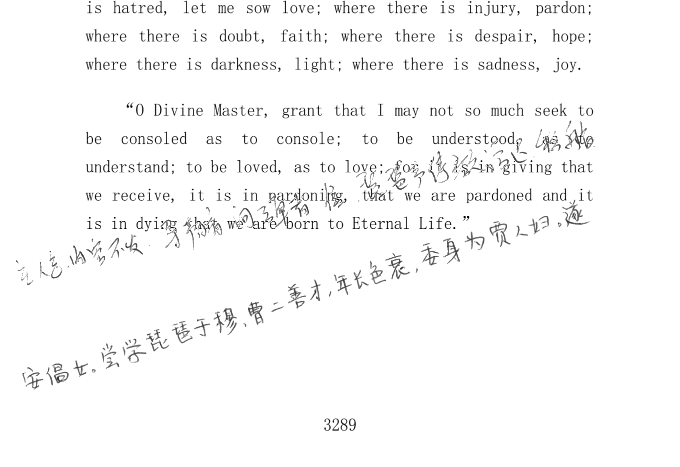 is hatred, let me sow love; where there is injury, pardon;
where there is doubt, faith; where there is despair, hope;
where there is darkness, light; where there is sadness, joy.
“O Divine Master, grant that I may not so much seek to
be consoled as to console; to be understood, as to
understand; to be loved, as to love; for it is in giving that
we receive, it is in pardoning, that we are pardoned and it
is in dying that we are born to Eternal Life.”
安倡女。尝学琵琶于穆、曹二善才,年长色衰,委身为贾人妇。遂
3289